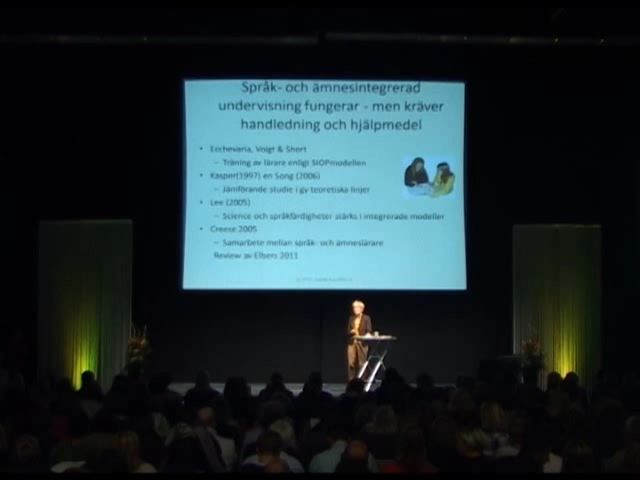 Språk- och ämnesintegrerad
undervisning fungerar - men kräver
handledning och hjälpmedel
• Ecchevaria, Voigt & Short
– Träning av lärare enligt SIOPmodellen
• Kasper(1997) en Song (2006)
– Jämförande studie i gy teoretiska linjer
• Lee (2005)
– Science och språkfärdigheter stärks i integrerade modeller
• Creese 2005
– Samarbete mellan språk- och ämneslärare
Review av Elbers 2011